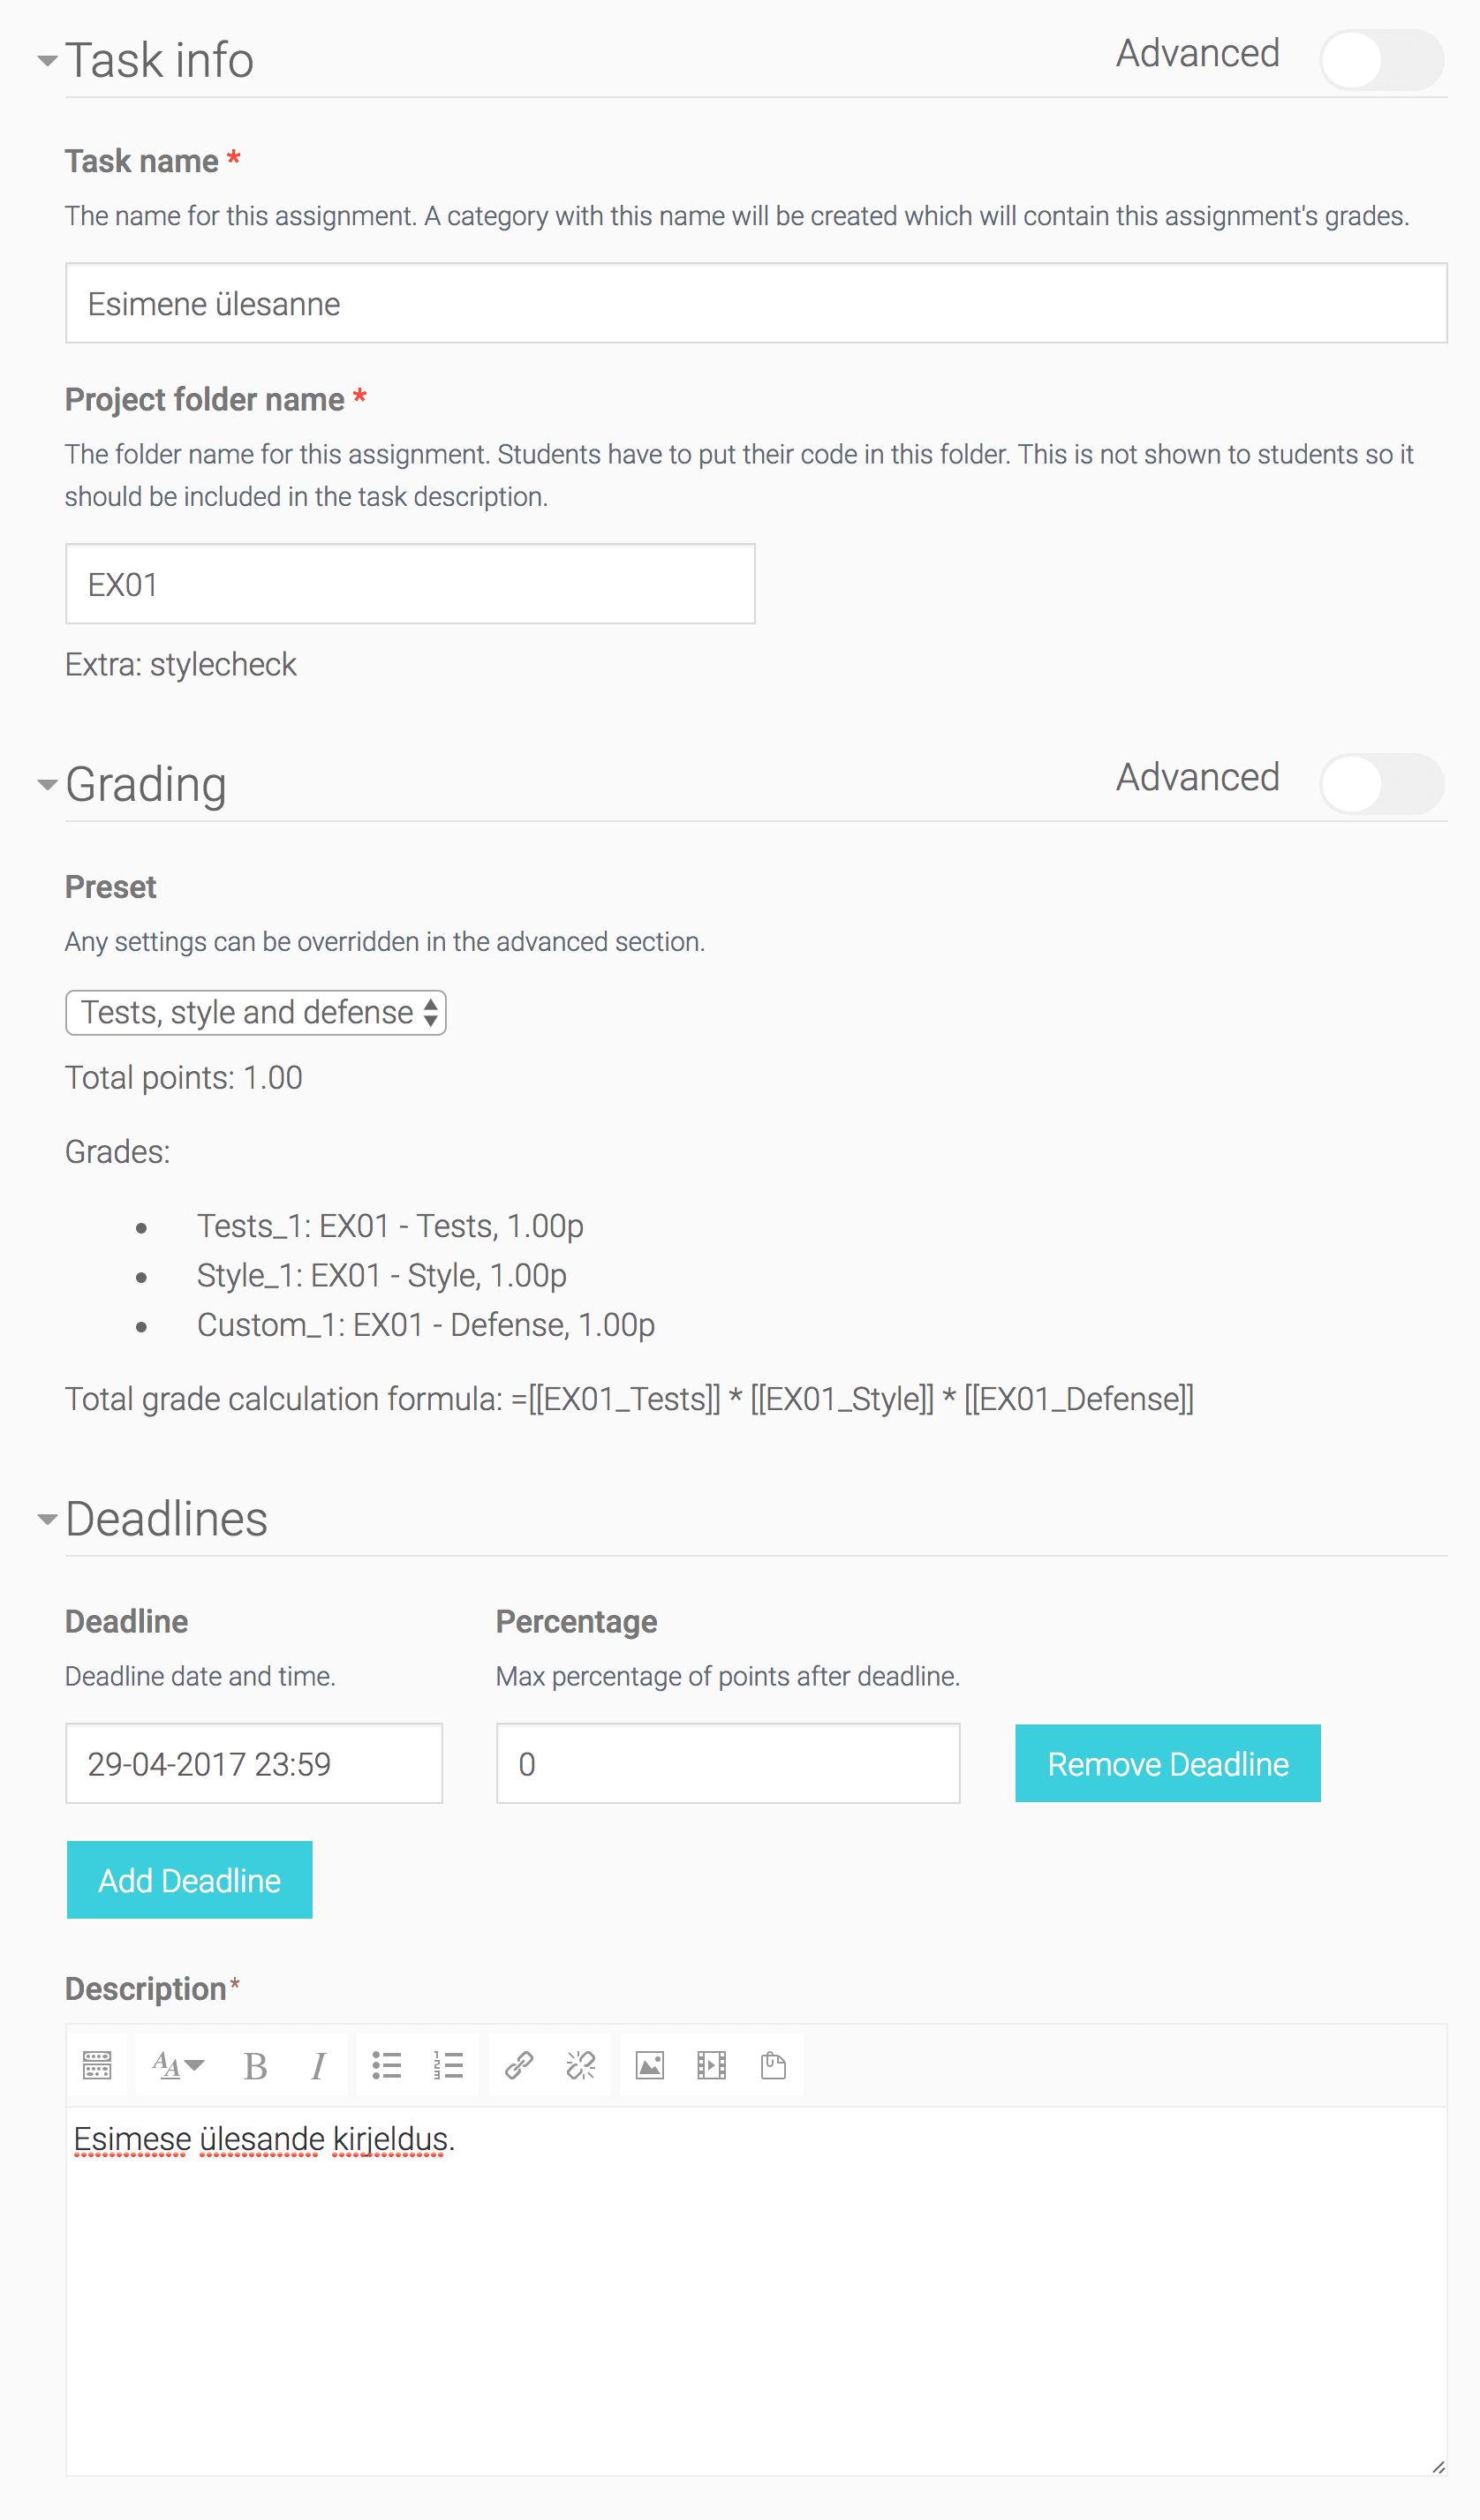 Task info
Advanced
Task name *
The name for this assignment. A category with this name will be created which will contain this assignment's grades.
Esimene ülesanne
Project folder name *
The folder name for this assignment. Students have to put their code in this folder. This is not shown to students so it
should be included in the task description.
EX01
Extra: stylecheck
Grading
Advanced
Preset
Any settings can be overridden in the advanced section.
Tests, style and defense
Total points: 1.00
Grades:
Tests_1: EX01 - Tests, 1.00p
Style_1: EX01 - Style, 1.00p
Custom_1: EX01 - Defense, 1.00p
Total grade calculation formula: =[[EX01_Tests]] * [[EX01_Style]] * [[EX01_Defense]]
Deadlines
Deadline Percentage
Deadline date and time. Max percentage of points after deadline.
29-04-2017 23:59 0 Remove Deadline
Add Deadline
Description*
Esimese ülesande kirjeldus.